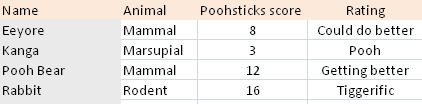 Name Animal Poohsticks score Rating
Eeyore Mammal 8 Could do better
Kanga Marsupial 3 Pooh
Pooh Bear Mammal 12 Getting better
Rabbit Rodent 16 Tiggerific